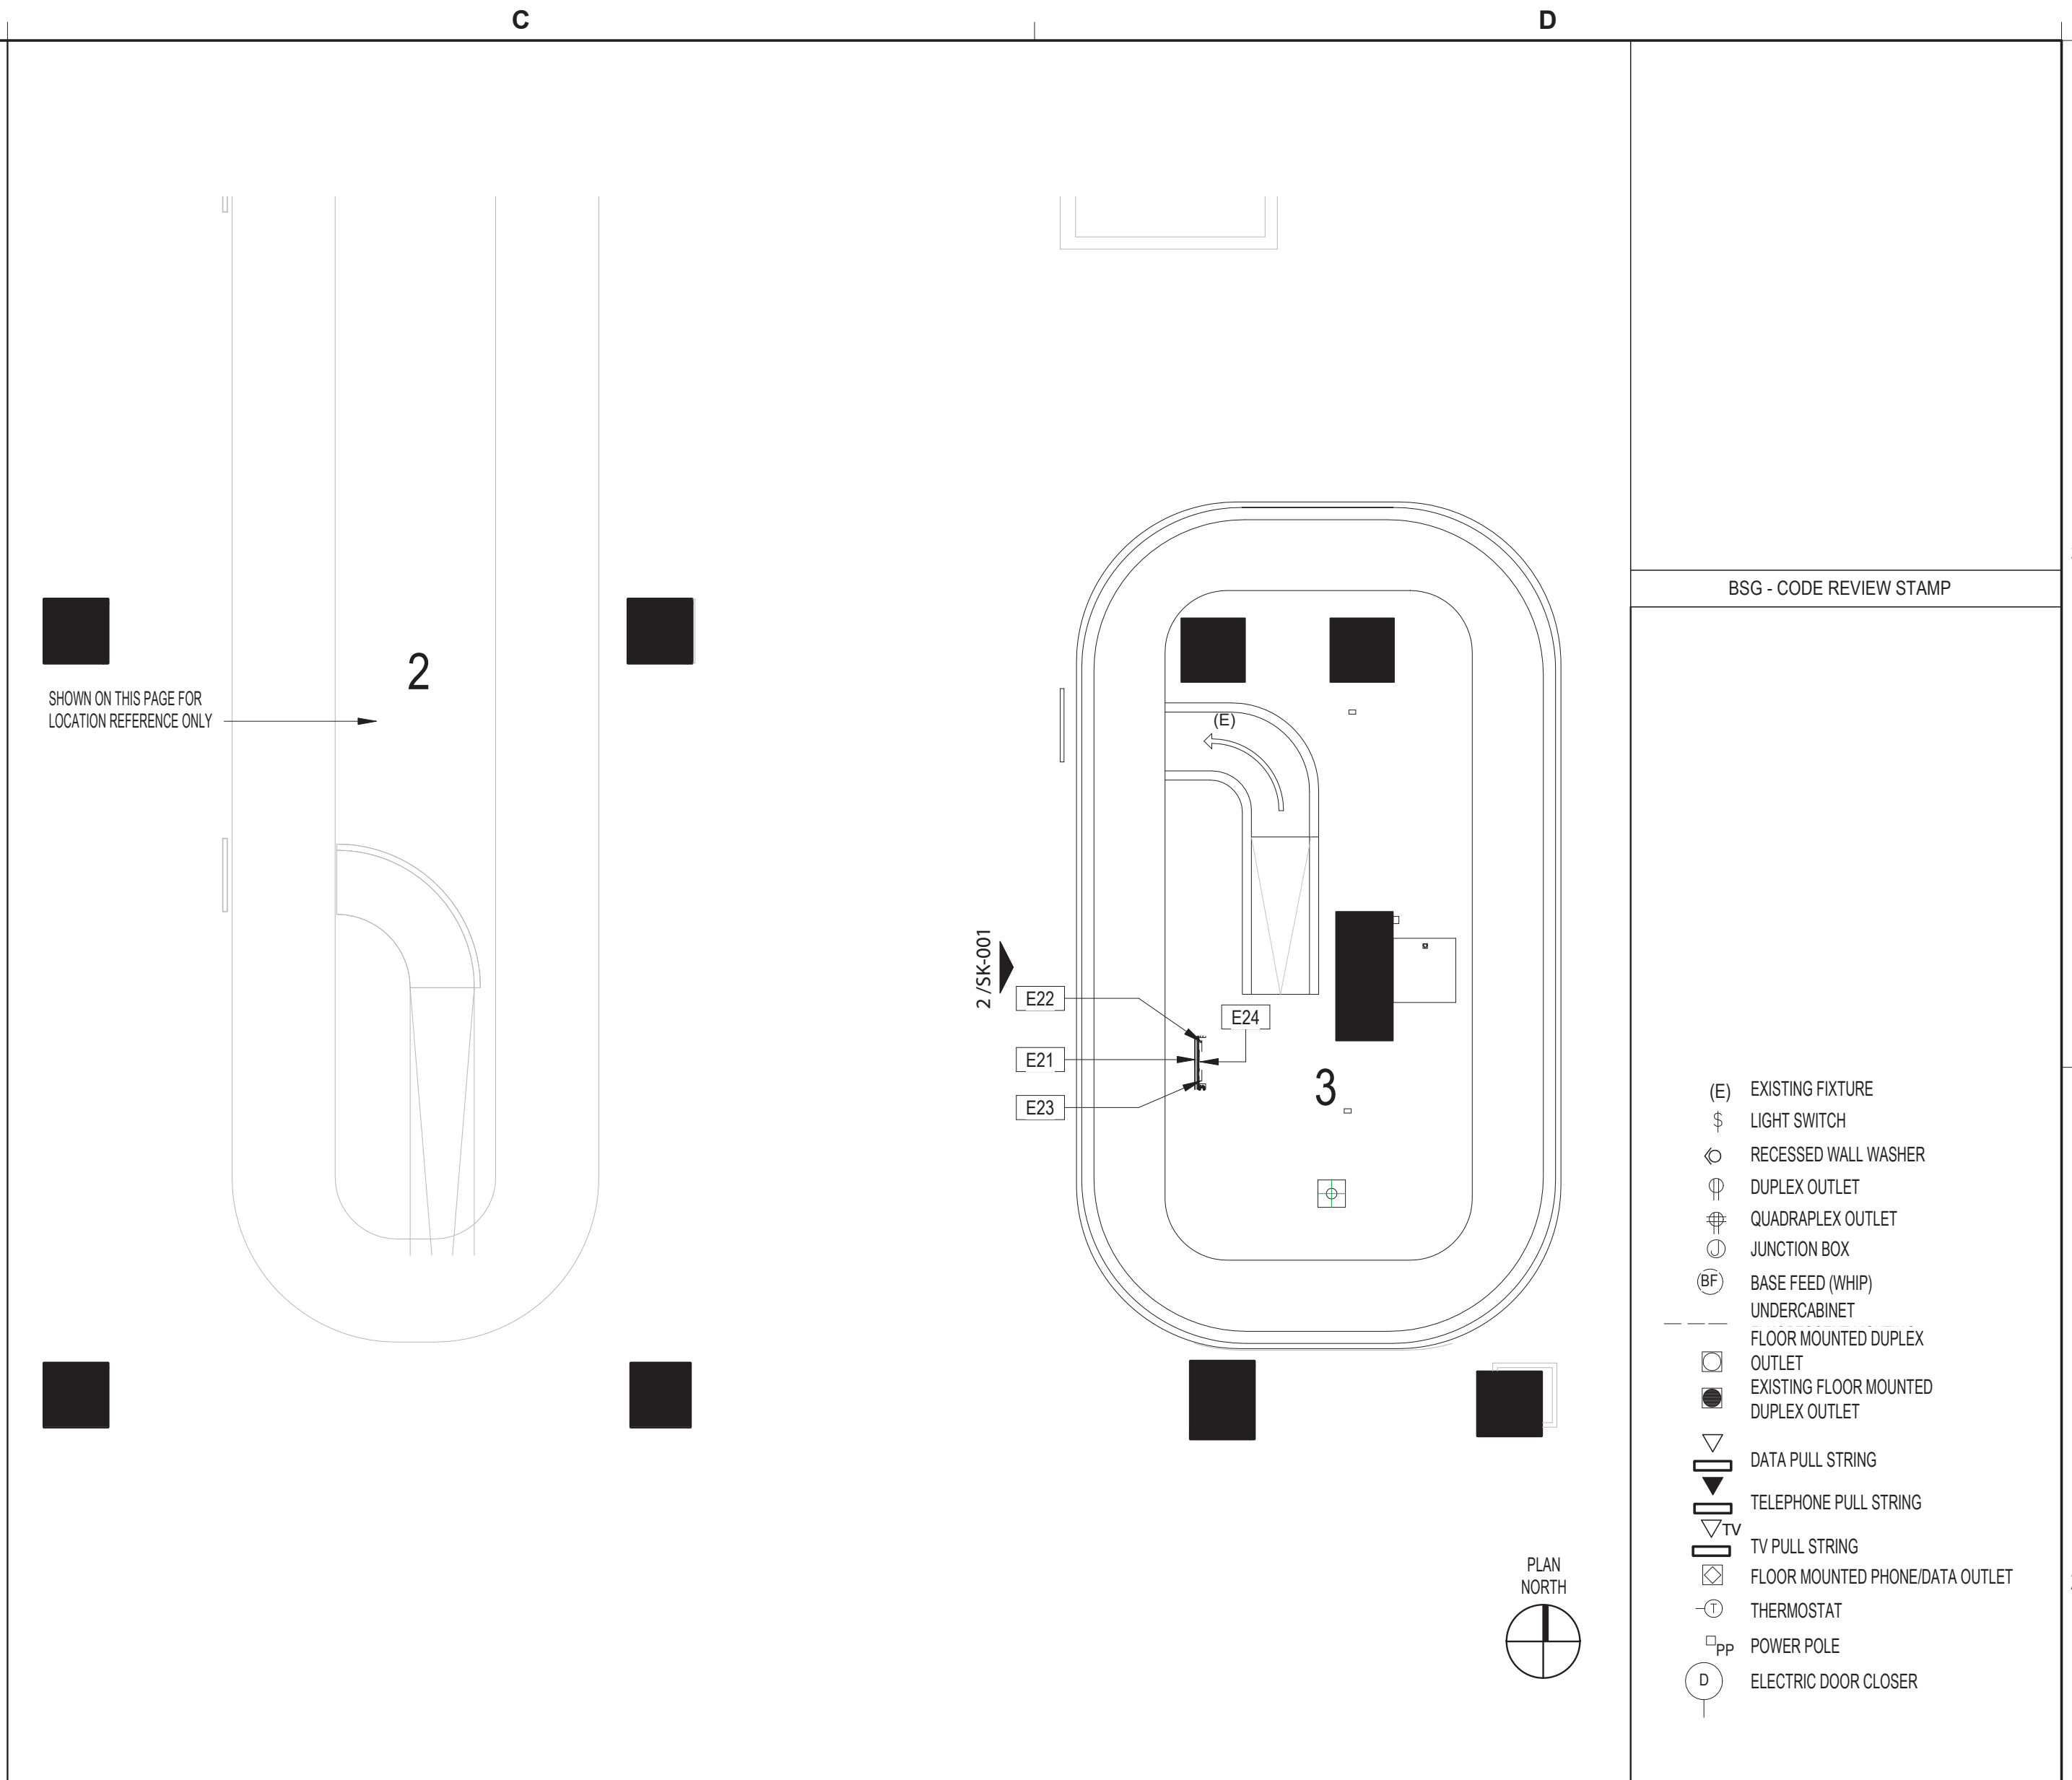 C
D
2
SHOWN ON THIS PAGE FOR
LOCATION REFERENCE ONLY
(E)
2 /SK-001
E22
E24
E21
E23
3
PLAN
NORTH
BSG - CODE REVIEW STAMP
(E) EXISTING FIXTURE
$ LIGHT SWITCH
RECESSED WALL WASHER
DUPLEX OUTLET
QUADRAPLEX OUTLET
J JUNCTION BOX
BF BASE FEED (WHIP)
UNDERCABINET
FLOOR MOUNTED DUPLEX
OUTLET
EXISTING FLOOR MOUNTED
DUPLEX OUTLET
DATA PULL STRING
TELEPHONE PULL STRING
TV
TV PULL STRING
FLOOR MOUNTED PHONE/DATA OUTLET
T THERMOSTAT
PP POWER POLE
D ELECTRIC DOOR CLOSER